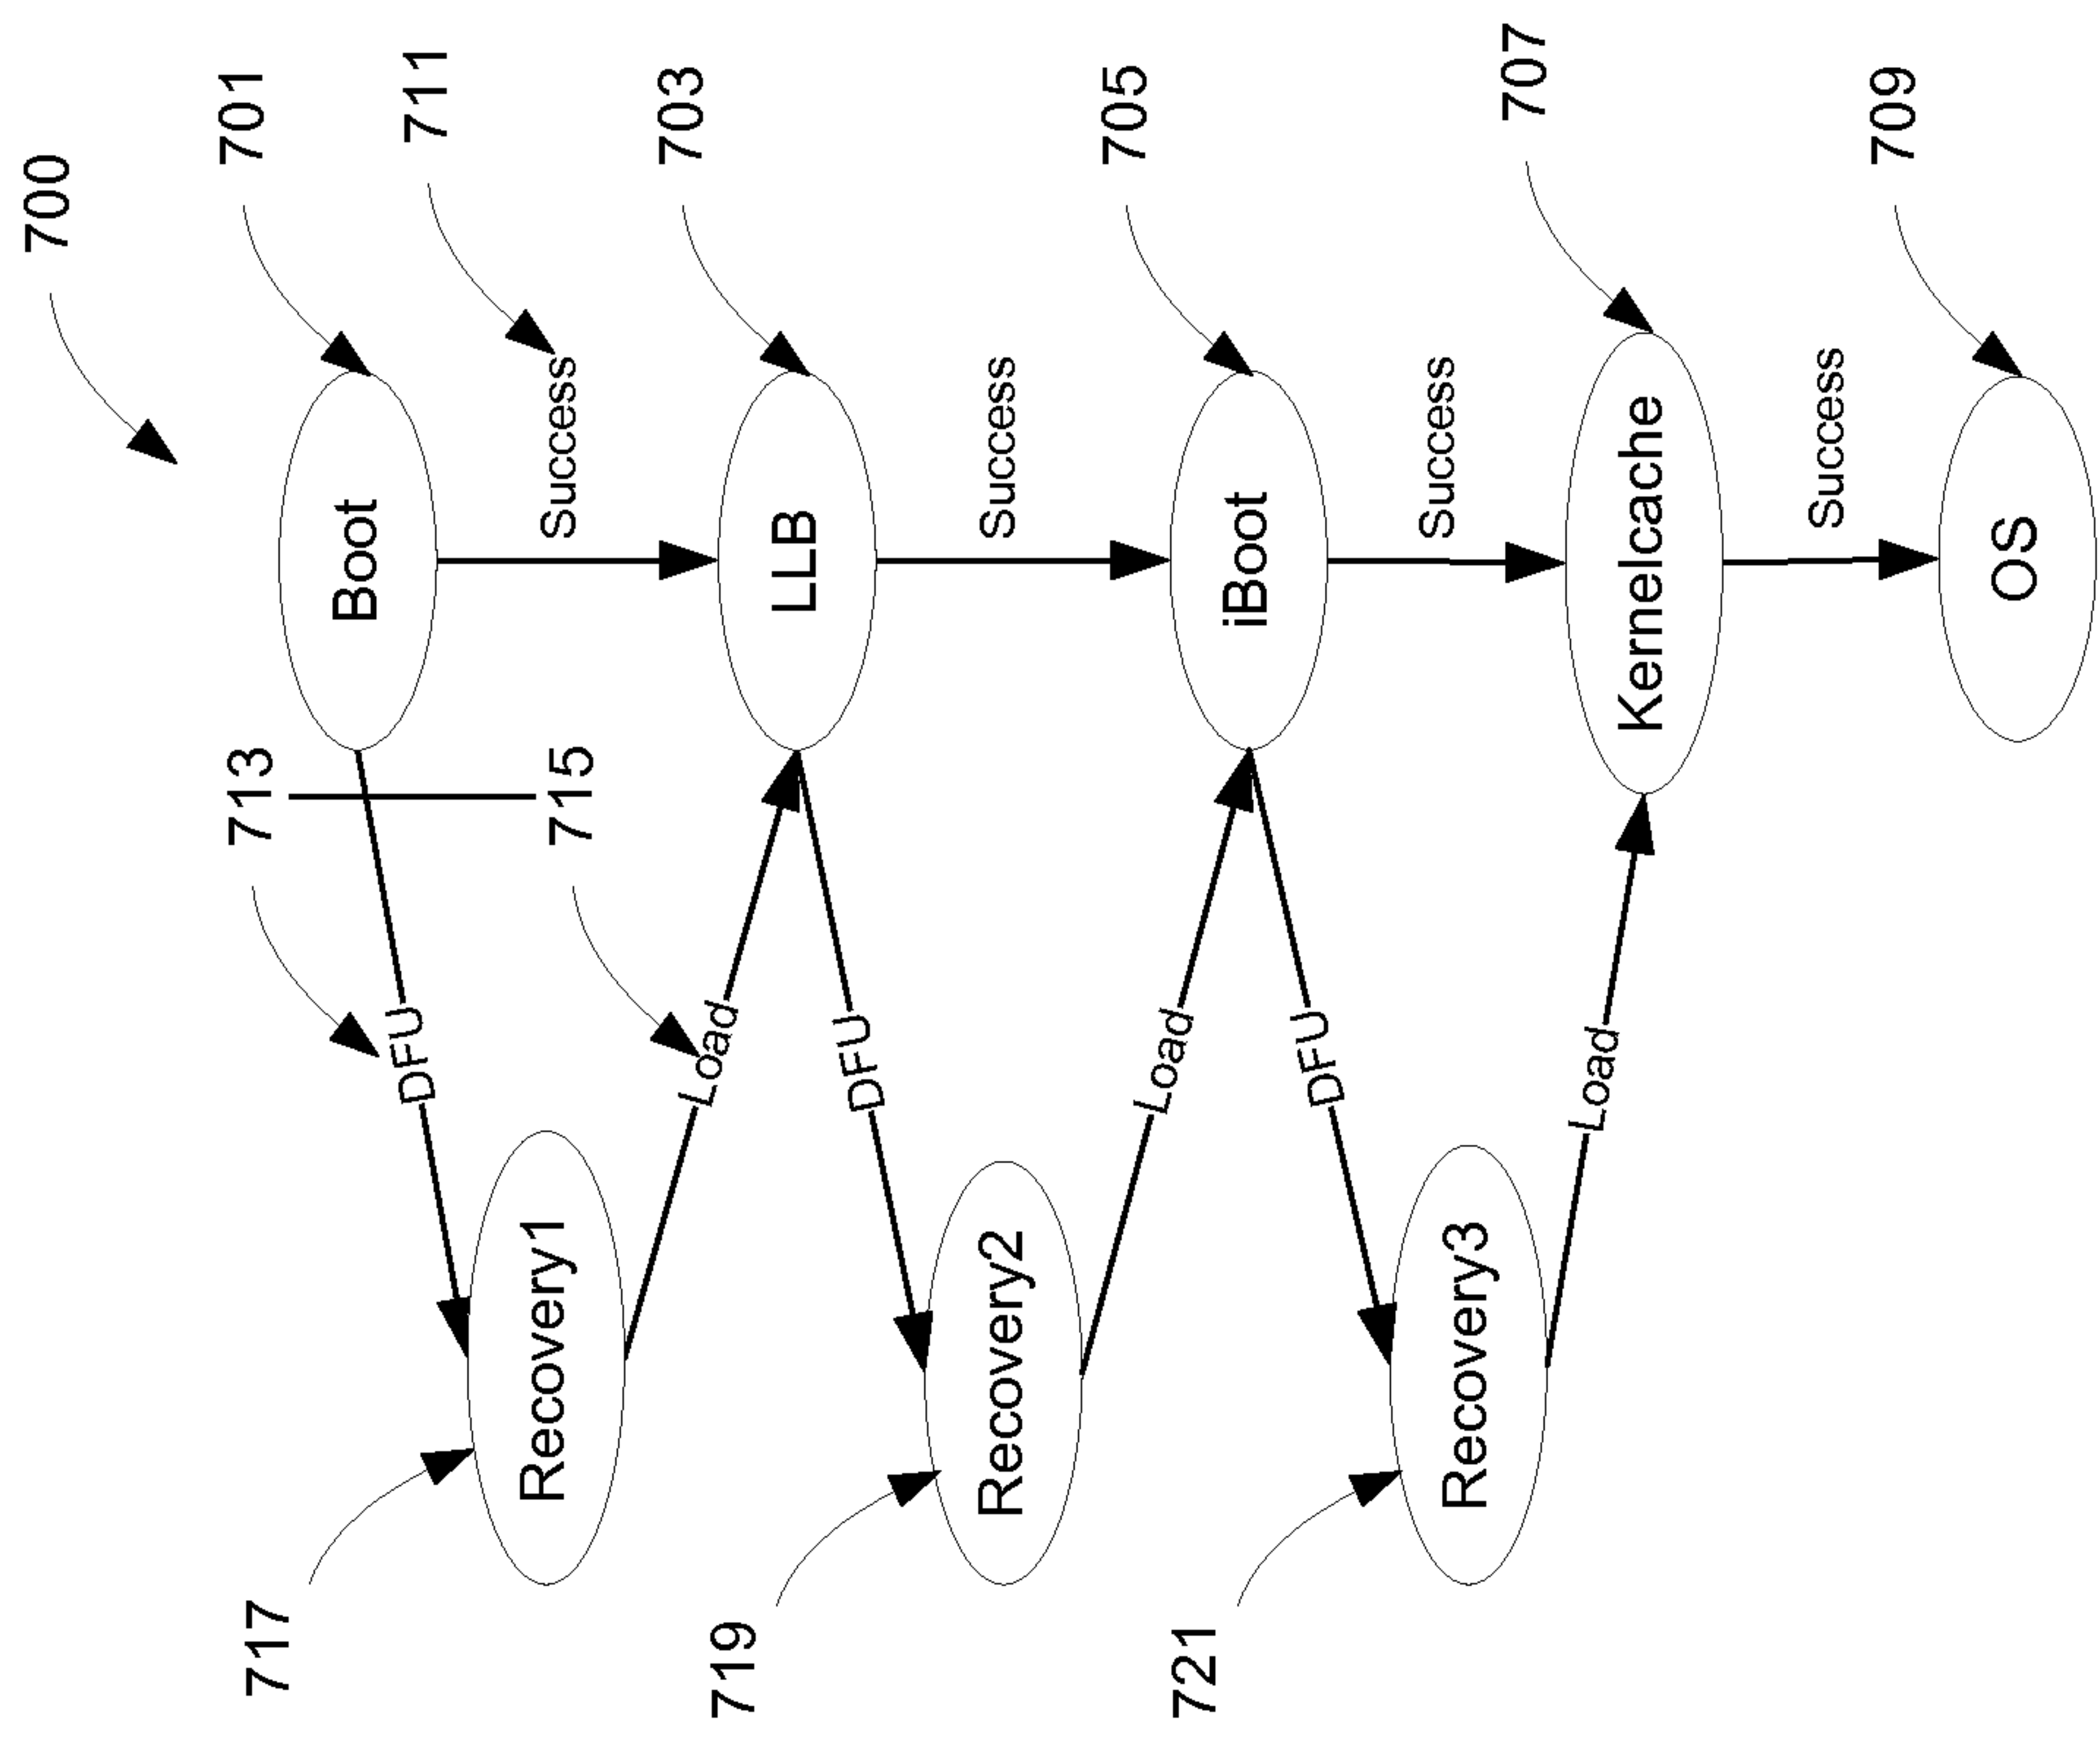 700
701
711
703
705
707
709
Boot
Success
LLB
Success
iBoot
Success
Kernelcache
Success
OS
713
715
DFU
Load
DFU
Load
DFU
Load
Recovery1
Recovery2
Recovery3
717
719
721